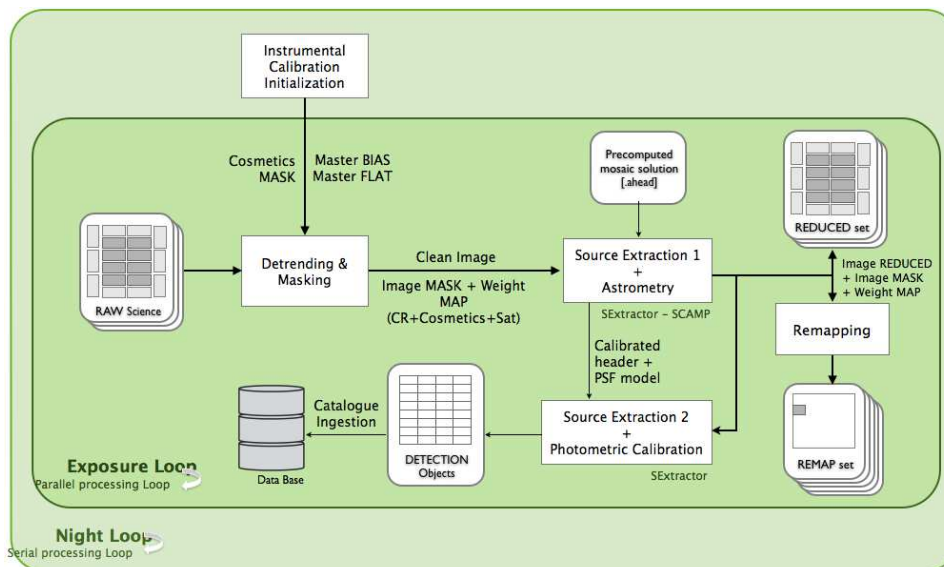 Instrumental
Calibration
Initialization
Cosmetics
MASK
Master BIAS
Master FLAT
Precomputed
mosaic solution
[.ahead]
REDUCED set
RAW Science
Detrending &
Masking
Clean Image
Image MASK + Weight
MAP
(CR+Cosmetics+Sat)
Source Extraction 1
+
Astrometry
SExtractor – SCAMP
Image REDUCED
+ Image MASK
+ Weight MAP
Remapping
Calibrated
header +
PSF model
REMAP set
Source Extraction 2
+
Photometric Calibration
SExtractor
DETECTION
Objects
Catalogue
Ingestion
Data Base
Exposure Loop
Parallel processing Loop
Night Loop
Serial processing Loop